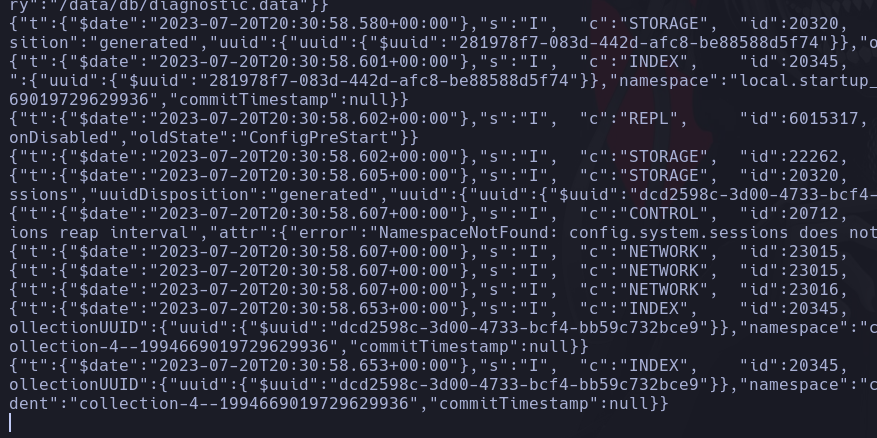 ry":"/data/db/diagnostic.data"}}
{"t":{"$date":"2023-07-20T20:30:58.580+00:00"},"s":"I",  "c":"STORAGE",  "id":20320,
sition":"generated","uuid":{"uuid":{"$uuid":"281978f7-083d-442d-afc8-be88588d5f74"}},"o
{"t":{"$date":"2023-07-20T20:30:58.601+00:00"},"s":"I",  "c":"INDEX",    "id":20345,
":{"uuid":{"$uuid":"281978f7-083d-442d-afc8-be88588d5f74"}},"namespace":"local.startup_
69019729629936","commitTimestamp":null}}
{"t":{"$date":"2023-07-20T20:30:58.602+00:00"},"s":"I",  "c":"REPL",     "id":6015317,
onDisabled","oldState":"ConfigPreStart"}}
{"t":{"$date":"2023-07-20T20:30:58.602+00:00"},"s":"I",  "c":"STORAGE",  "id":22262,
{"t":{"$date":"2023-07-20T20:30:58.605+00:00"},"s":"I",  "c":"STORAGE",  "id":20320,
ssions","uuidDisposition":"generated","uuid":{"uuid":{"$uuid":"dcd2598c-3d00-4733-bcf4-
{"t":{"$date":"2023-07-20T20:30:58.607+00:00"},"s":"I",  "c":"CONTROL",  "id":20712,
ions reap interval","attr":{"error":"NamespaceNotFound: config.system.sessions does not
{"t":{"$date":"2023-07-20T20:30:58.607+00:00"},"s":"I",  "c":"NETWORK",  "id":23015,
{"t":{"$date":"2023-07-20T20:30:58.607+00:00"},"s":"I",  "c":"NETWORK",  "id":23015,
{"t":{"$date":"2023-07-20T20:30:58.607+00:00"},"s":"I",  "c":"NETWORK",  "id":23016,
{"t":{"$date":"2023-07-20T20:30:58.653+00:00"},"s":"I",  "c":"INDEX",    "id":20345,
ollectionUUID":{"uuid":{"$uuid":"dcd2598c-3d00-4733-bcf4-bb59c732bce9"}},"namespace":"c
ollection-4--1994669019729629936","commitTimestamp":null}}
{"t":{"$date":"2023-07-20T20:30:58.653+00:00"},"s":"I",  "c":"INDEX",    "id":20345,
ollectionUUID":{"uuid":{"$uuid":"dcd2598c-3d00-4733-bcf4-bb59c732bce9"}},"namespace":"c
dent":"collection-4--1994669019729629936","commitTimestamp":null}}